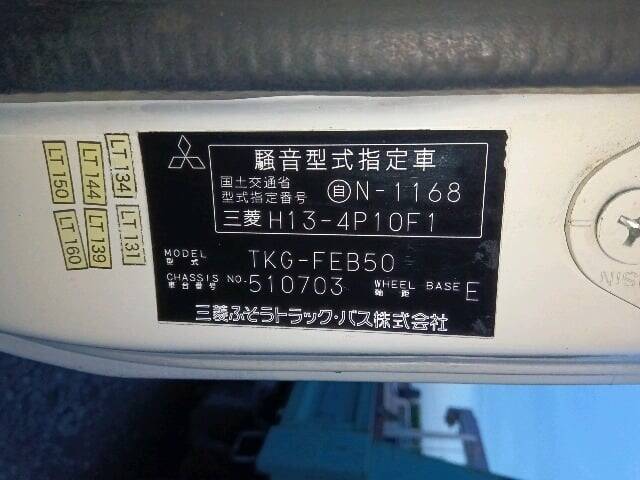 騒音型式指定車
国土交通省
型式指定番号
自N-1168
三菱 H13-4P10F1
MODEL
型式
TKG-FEB50
CHASSIS NO.
車台番号
510703
WHEEL BASE
軸距
E
三菱ふそうトラック・バス株式会社
LT 134
LT 144
LT 150
LT 131
LT 139
LT 160